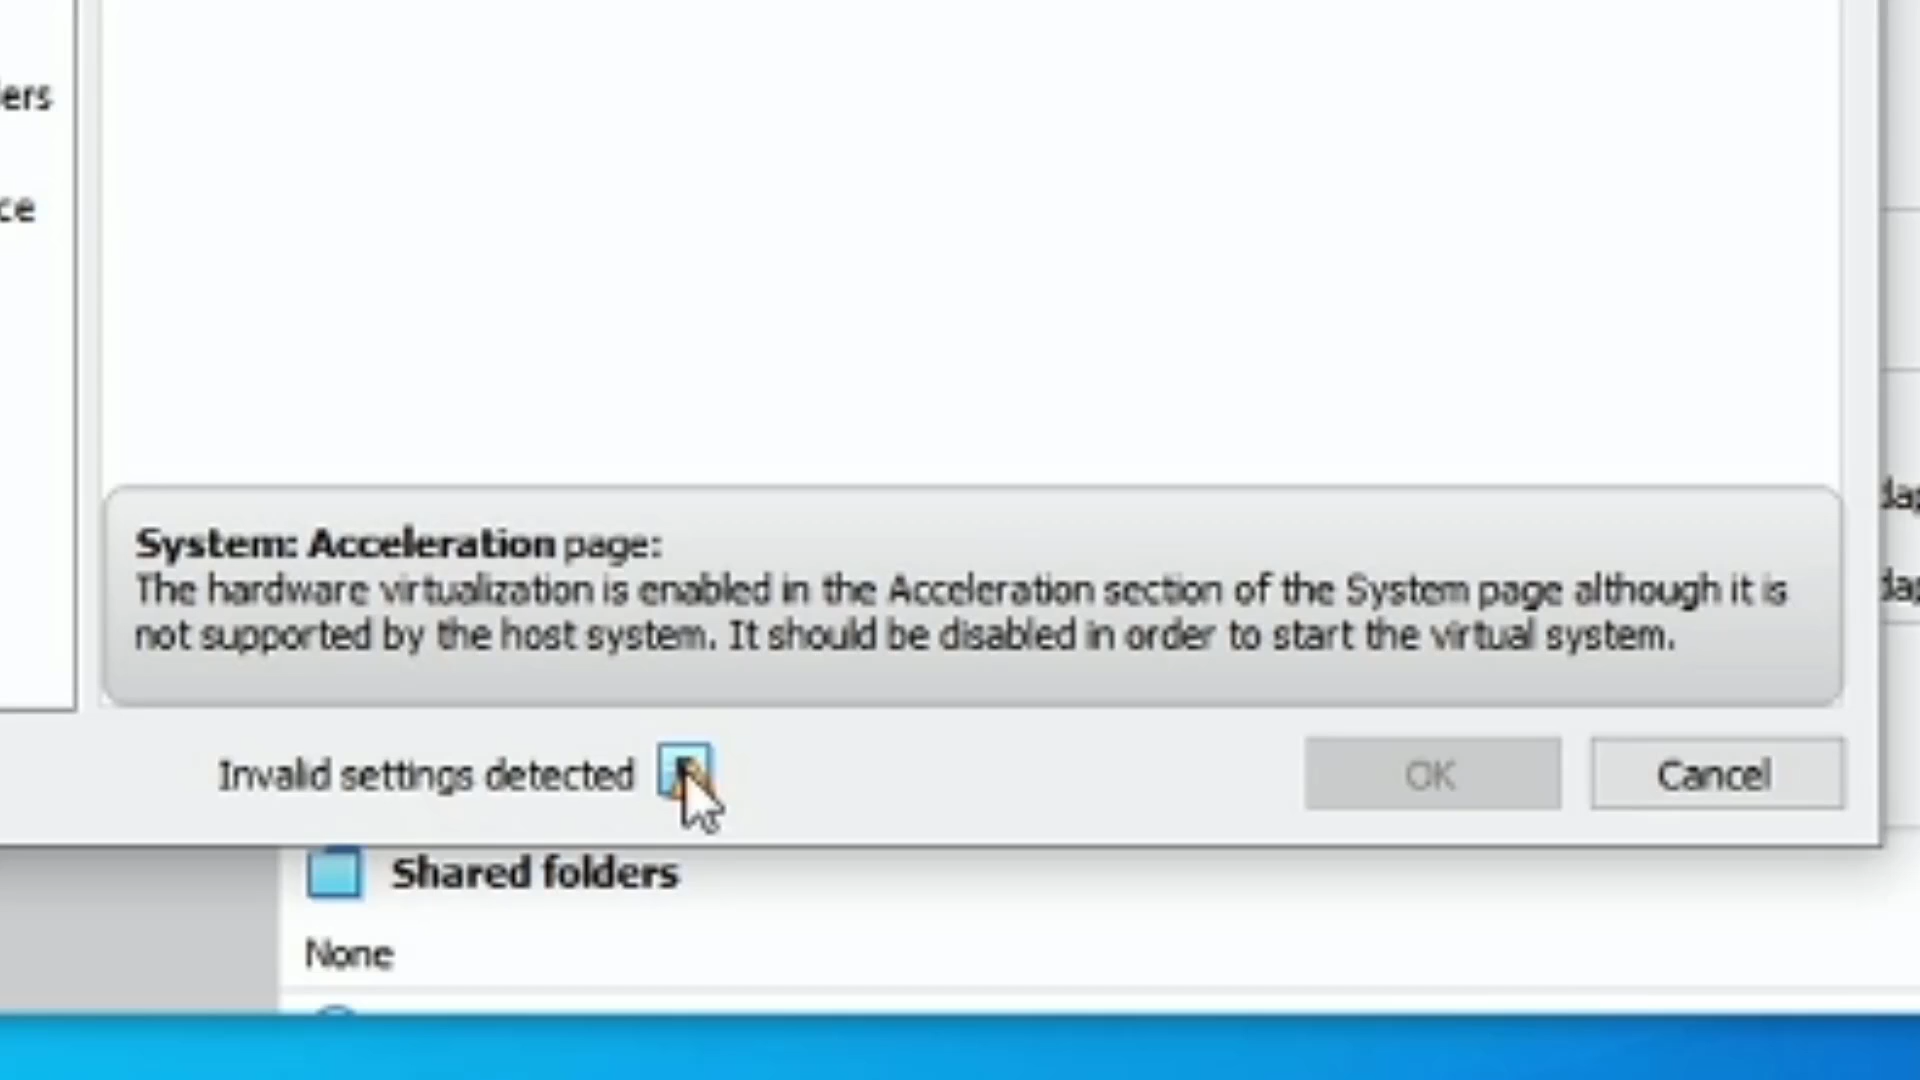 System: Acceleration page:
The hardware virtualization is enabled in the Acceleration section of the System page although it is
not supported by the host system. It should be disabled in order to start the virtual system.
Invalid settings detected
OK
Cancel
Shared folders
None